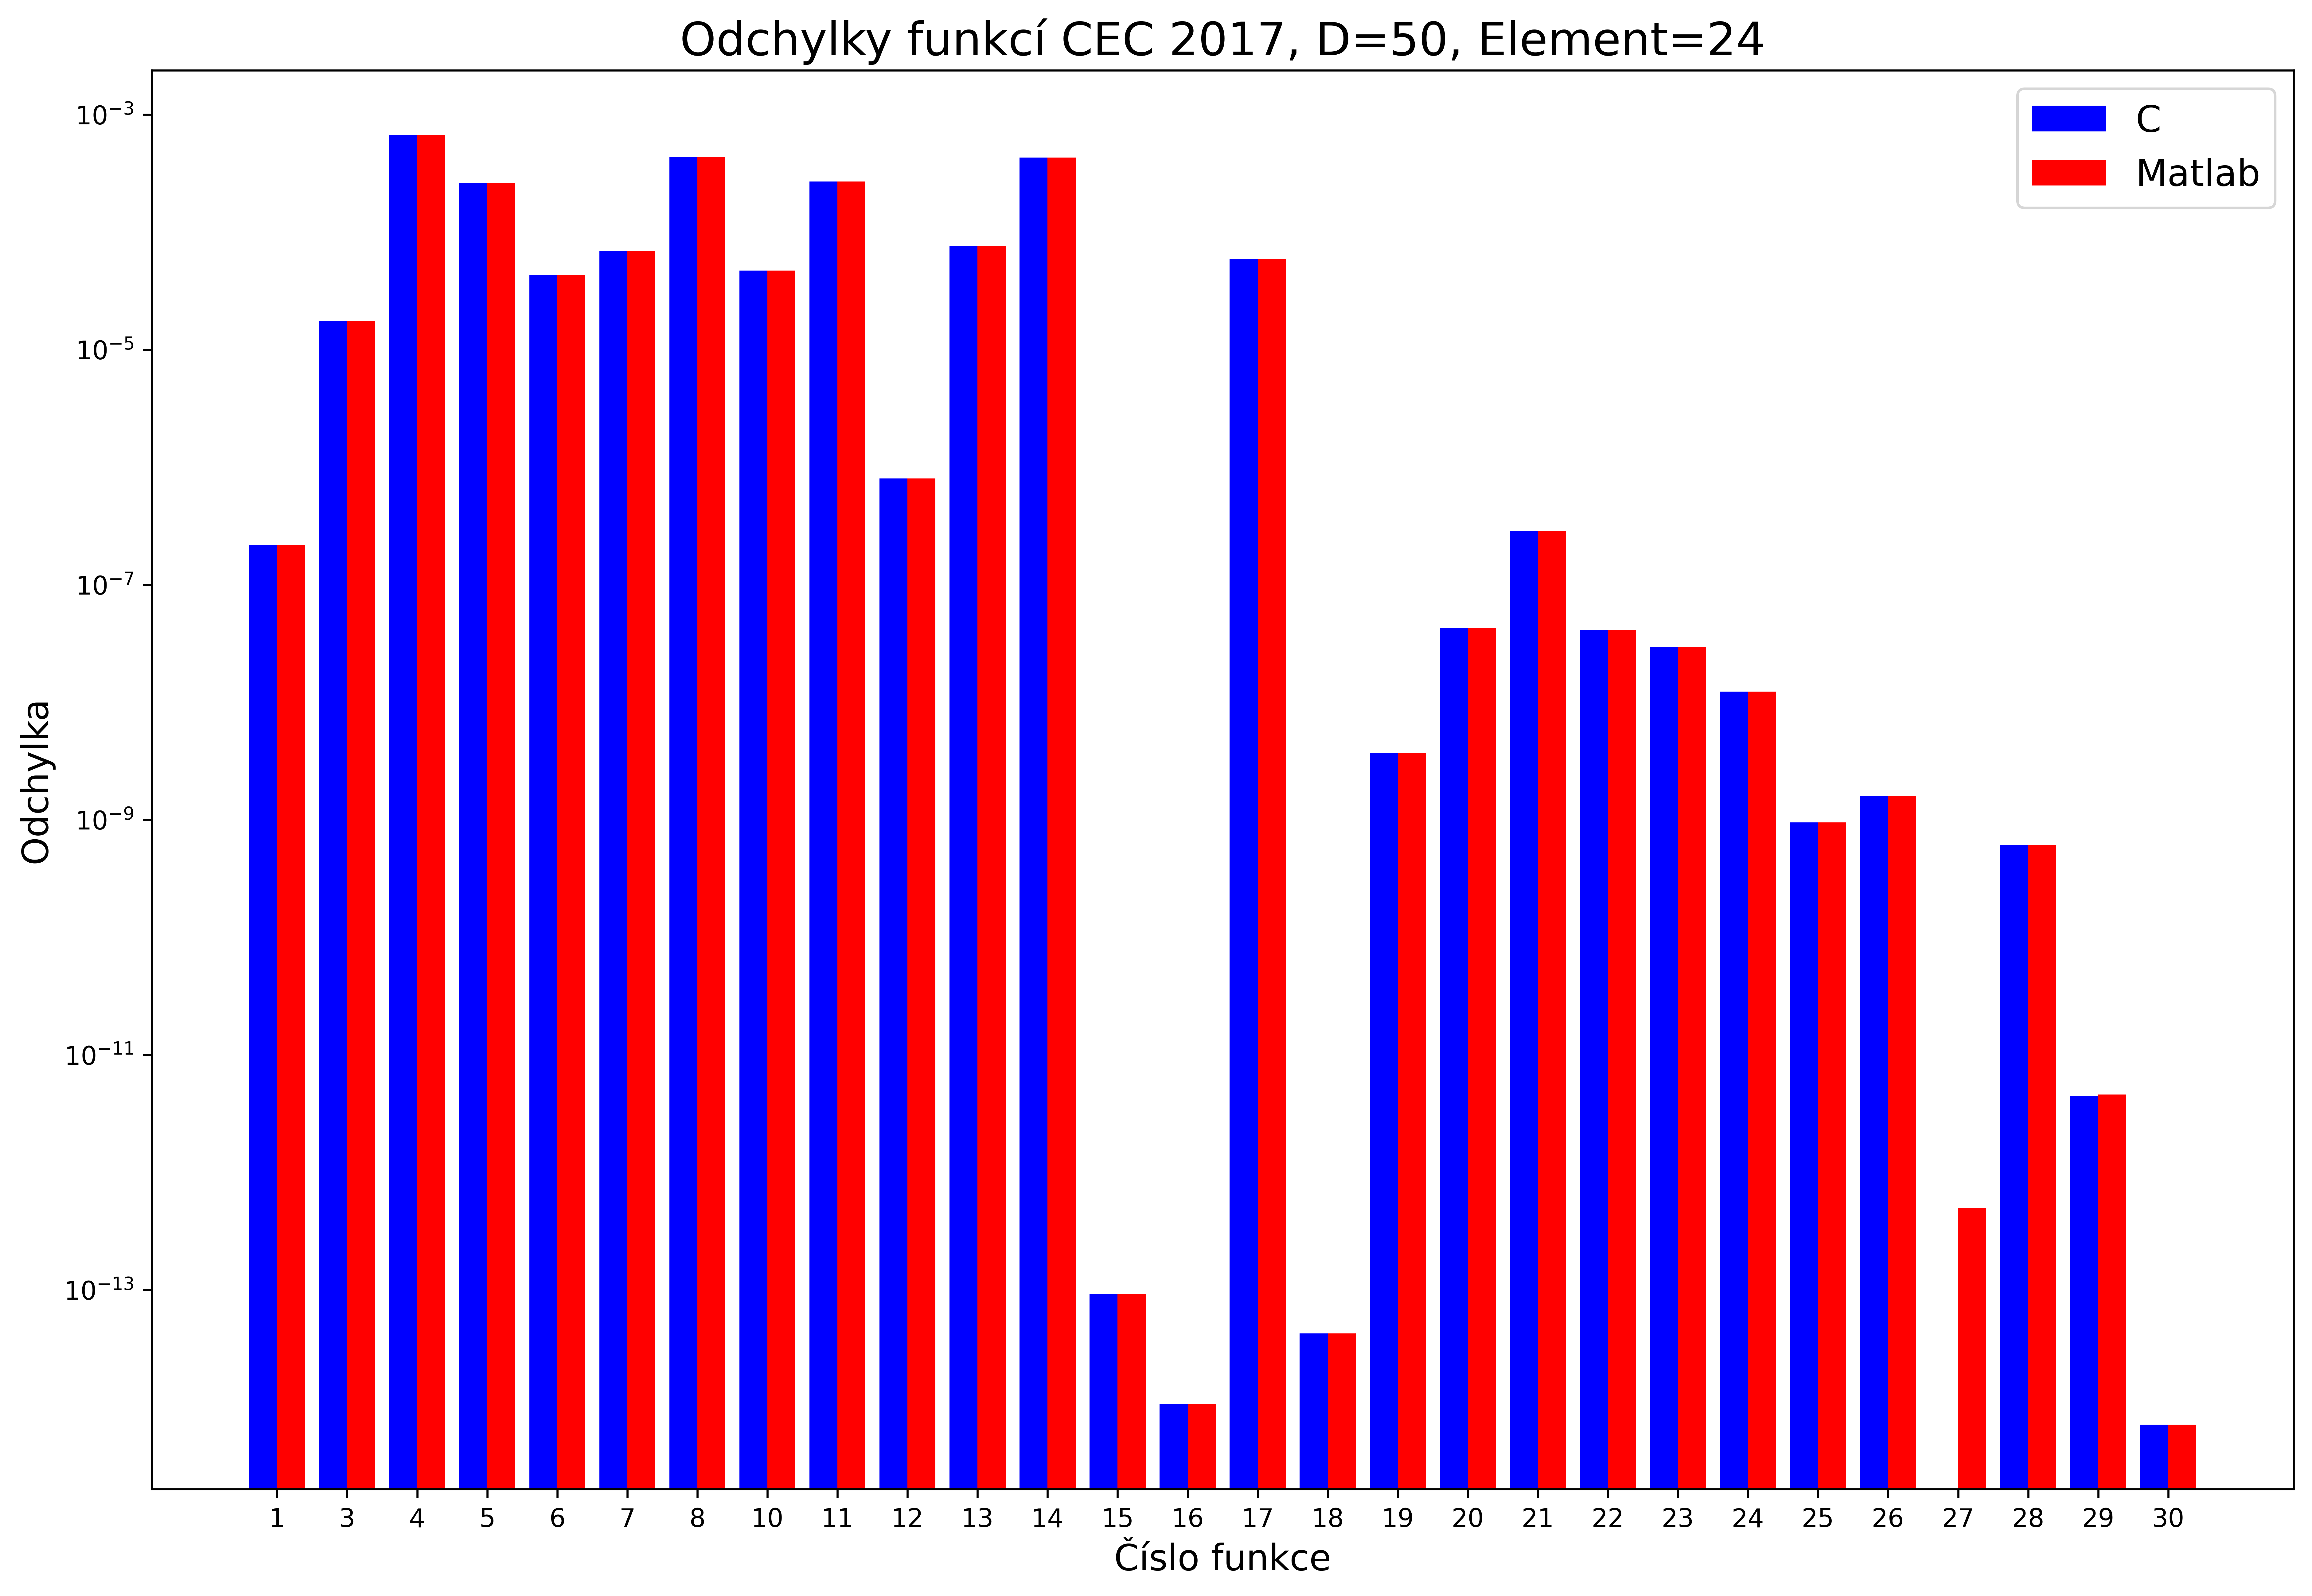 Odchylky funkcí CEC 2017, D=50, Element=24
C
Matlab
10⁻³
10⁻⁵
10⁻⁷
10⁻⁹
10⁻¹¹
10⁻¹³
Odchylka
1 3 4 5 6 7 8 10 11 12 13 14 15 16 17 18 19 20 21 22 23 24 25 26 27 28 29 30
Číslo funkce